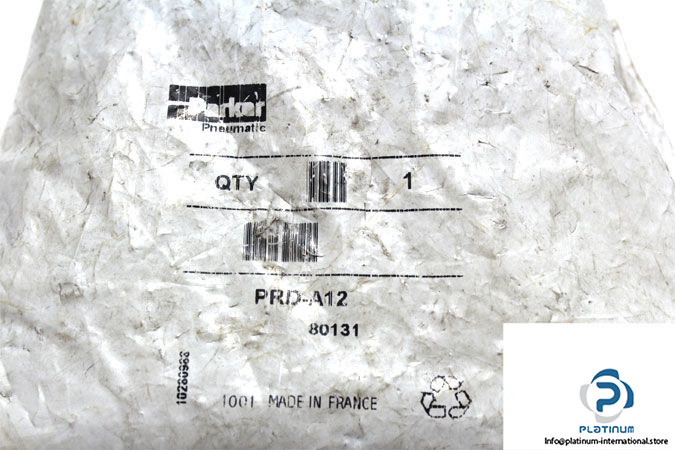 Parker
Pneumatic
QTY 1
PRD-A12
80131
10280968
1001 MADE IN FRANCE
PLATINUM
Info@platinum-international.store